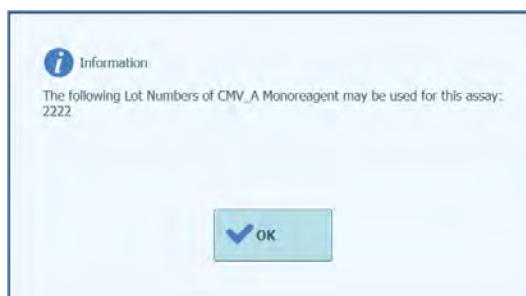 Information
The following Lot Numbers of CMV_A Monoreagent may be used for this assay:
2222
OK